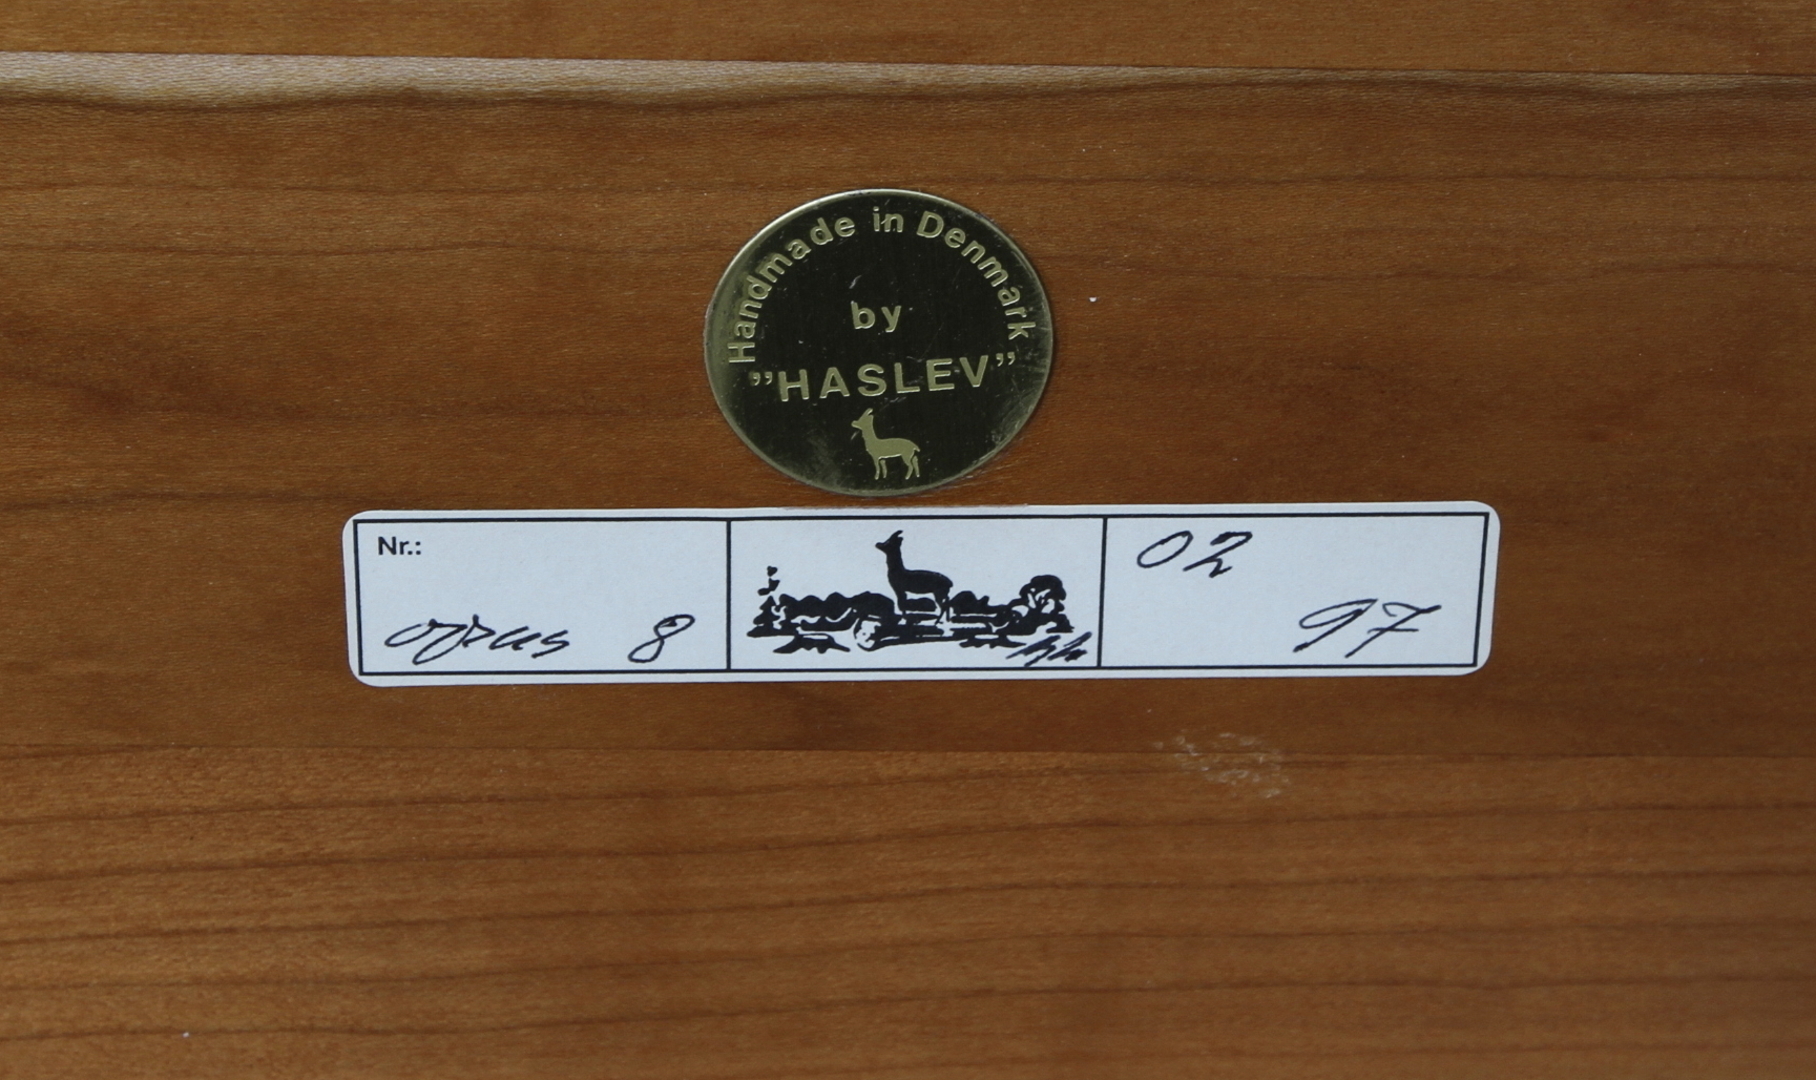 Handmade in Denmark
by
”HASLEV”
Nr.:
opus 8
02
97